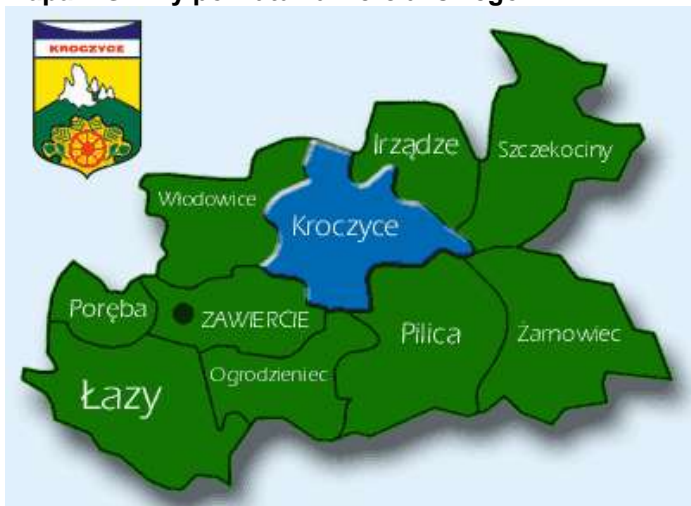 KROCZYCE
Irządze
Szczekociny
Włodowice
Kroczyce
Poręba
ZAWIERCIE
Pilica
Żarnowiec
Ogrodzieniec
Łazy